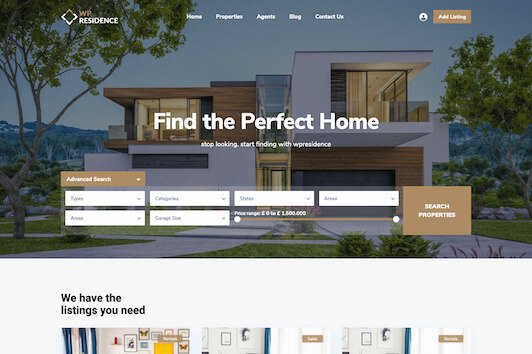 WP
RESIDENCE
Home Properties Agents Blog Contact Us
Add Listing
Find the Perfect Home
stop looking. start finding with wpresidence
Advanced Search
Types Categories Status Areas
Areas Garage Size Price range: £ 0 to £ 1.500.000
SEARCH
PROPERTIES
We have the
listings you need
Rentals Sales Rentals